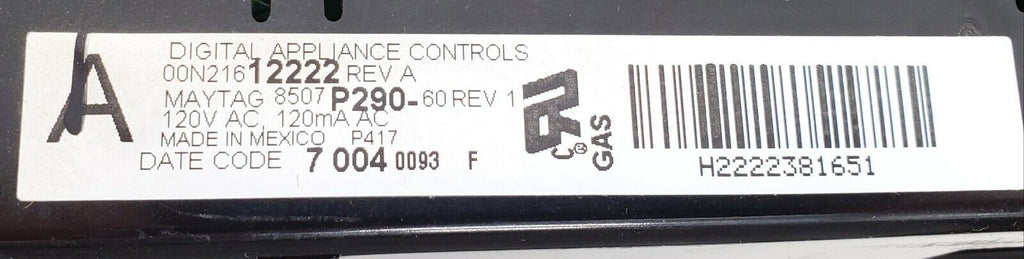 A
DIGITAL APPLIANCE CONTROLS
00N21612222 REV A
MAYTAG 8507P290-60 REV 1
120V AC, 120mA AC
MADE IN MEXICO P417
DATE CODE 7 004 0093 F
GAS
H2222381651